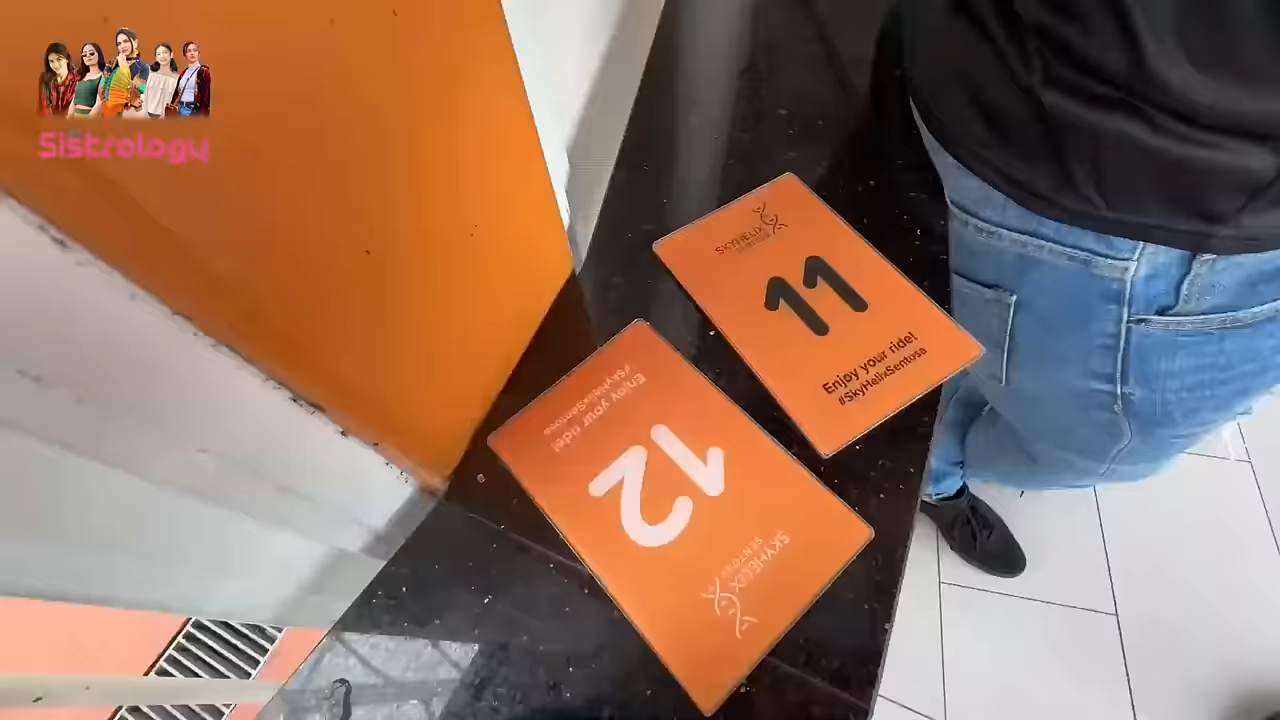 Sistrology
SKYHELIX
SENTOSA
11
Enjoy your ride!
#SkyHelixSentosa
SKYHELIX
SENTOSA
12
Enjoy your ride!
#SkyHelixSentosa